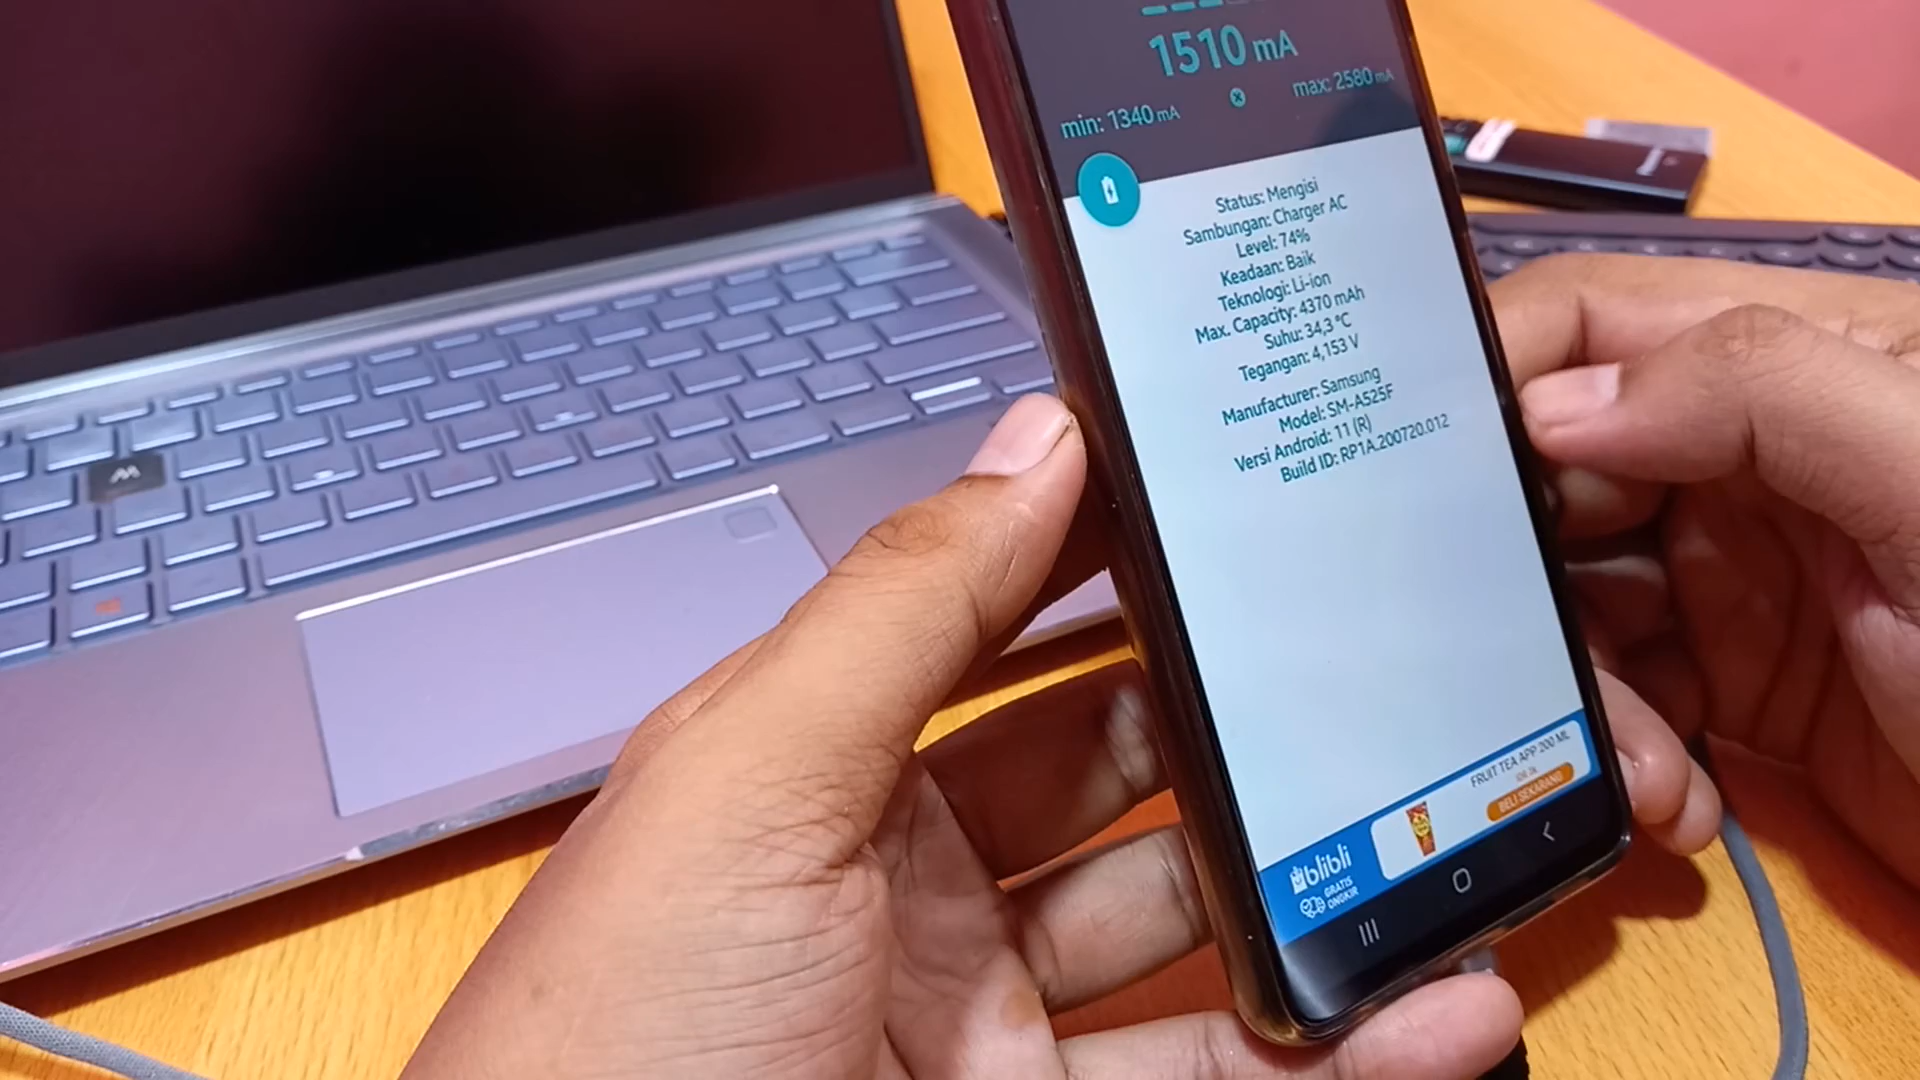 1510 mA
min: 1340 mA
max: 2580 mA
Status: Mengisi
Sambungan: Charger AC
Level: 74%
Keadaan: Baik
Teknologi: Li-ion
Max. Capacity: 4370 mAh
Suhu: 34,3 °C
Tegangan: 4,153 V
Manufacturer: Samsung
Model: SM-A525F
Versi Android: 11 (R)
Build ID: RP1A.200720.012
FRUIT TEA APP 200 ML
BELI SEKARANG
blibli
GRATIS
ONGKIR